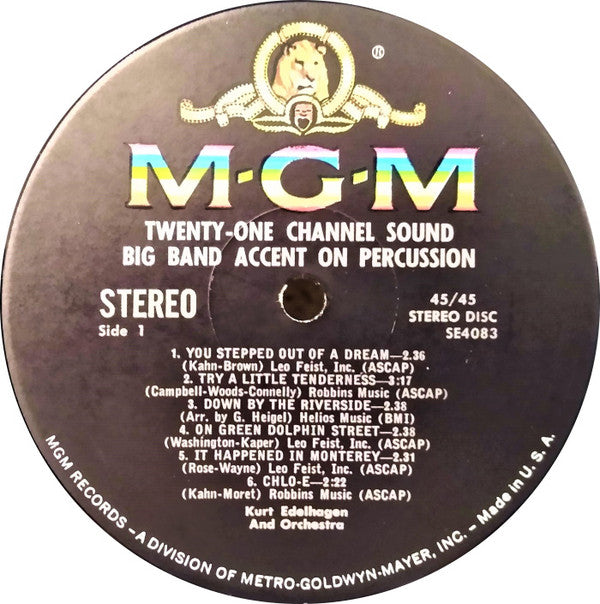 ®
M·G·M
TWENTY-ONE CHANNEL SOUND
BIG BAND ACCENT ON PERCUSSION
STEREO
Side 1
45/45
STEREO DISC
SE4083
1. YOU STEPPED OUT OF A DREAM—2.36
(Kahn-Brown) Leo Feist, Inc. (ASCAP)
2. TRY A LITTLE TENDERNESS—3:17
(Campbell-Woods-Connelly) Robbins Music (ASCAP)
3. DOWN BY THE RIVERSIDE—2.38
(Arr. by G. Heigel) Helios Music (BMI)
4. ON GREEN DOLPHIN STREET—2.38
(Washington-Kaper) Leo Feist, Inc. (ASCAP)
5. IT HAPPENED IN MONTEREY—2.31
(Rose-Wayne) Leo Feist, Inc. (ASCAP)
6. CHLO-E—2:22
(Kahn-Moret) Robbins Music (ASCAP)
Kurt Edelhagen
And Orchestra
MGM RECORDS – A DIVISION OF METRO-GOLDWYN-MAYER, INC. – Made in U. S. A.